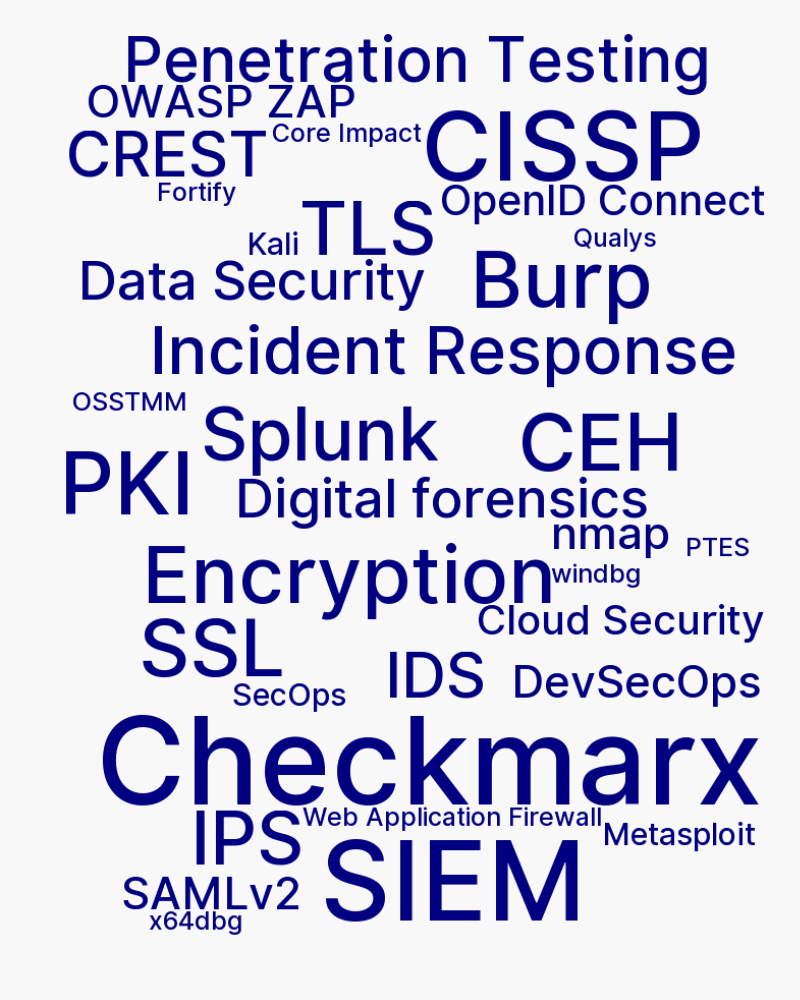 Penetration Testing
OWASP ZAP
CREST
Core Impact
CISSP
Fortify
TLS
OpenID Connect
Kali
Qualys
Data Security
Burp
Incident Response
OSSTMM
Splunk
CEH
PKI
Digital forensics
nmap
PTES
Encryption
windbg
Cloud Security
SSL
IDS
DevSecOps
SecOps
Checkmarx
IPS
Web Application Firewall
Metasploit
SIEM
SAMLv2
x64dbg